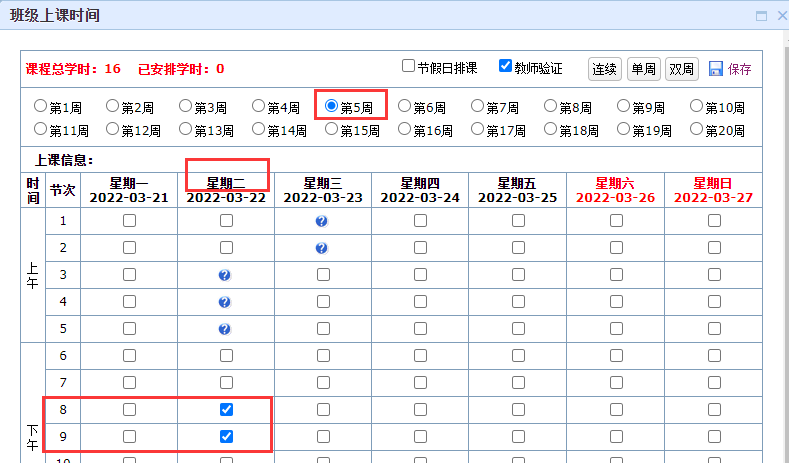 班级上课时间
课程总学时：16 已安排学时：0 节假日排课 教师验证 连续 单周 双周 保存
第1周 第2周 第3周 第4周 第5周 第6周 第7周 第8周 第9周 第10周
第11周 第12周 第13周 第14周 第15周 第16周 第17周 第18周 第19周 第20周
上课信息：
时间 节次 星期一 星期二 星期三 星期四 星期五 星期六 星期日
2022-03-21 2022-03-22 2022-03-23 2022-03-24 2022-03-25 2022-03-26 2022-03-27
上午
1
2
3
4
5
下午
6
7
8
9
10